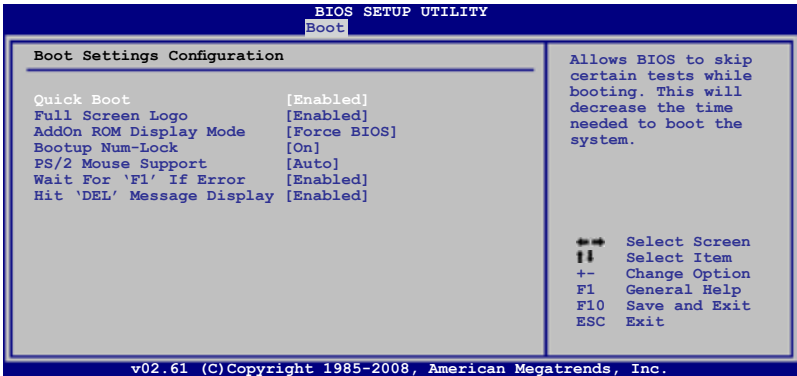 BIOS SETUP UTILITY
Boot
Boot Settings Configuration
Quick Boot [Enabled]
Full Screen Logo [Enabled]
AddOn ROM Display Mode [Force BIOS]
Bootup Num-Lock [On]
PS/2 Mouse Support [Auto]
Wait For ‘F1’ If Error [Enabled]
Hit ‘DEL’ Message Display [Enabled]
Allows BIOS to skip
certain tests while
booting. This will
decrease the time
needed to boot the
system.
←→ Select Screen
↑↓ Select Item
+- Change Option
F1 General Help
F10 Save and Exit
ESC Exit
v02.61 (C)Copyright 1985-2008, American Megatrends, Inc.